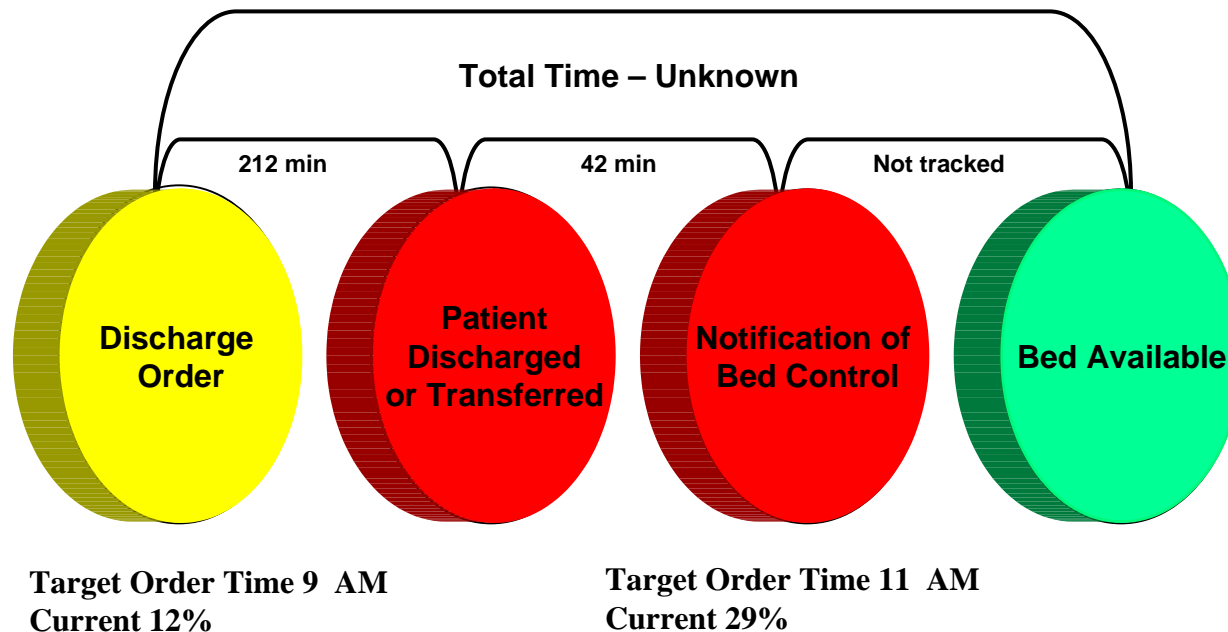 Total Time – Unknown
212 min
42 min
Not tracked
Discharge
Order
Patient
Discharged
or Transferred
Notification of
Bed Control
Bed Available
Target Order Time 9 AM
Current 12%
Target Order Time 11 AM
Current 29%